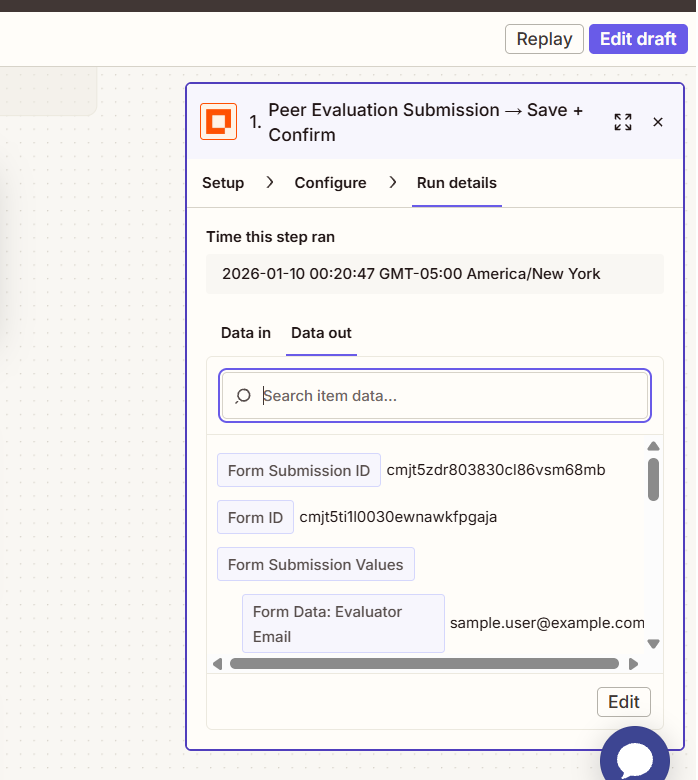 Replay
Edit draft
1. Peer Evaluation Submission → Save +
Confirm
Setup
Configure
Run details
Time this step ran
2026-01-10 00:20:47 GMT-05:00 America/New York
Data in
Data out
Search item data...
Form Submission ID cmjt5zdr803830cl86vsm68mb
Form ID cmjt5ti1l0030ewnawkfpgaja
Form Submission Values
Form Data: Evaluator
Email
sample.user@example.com
Edit